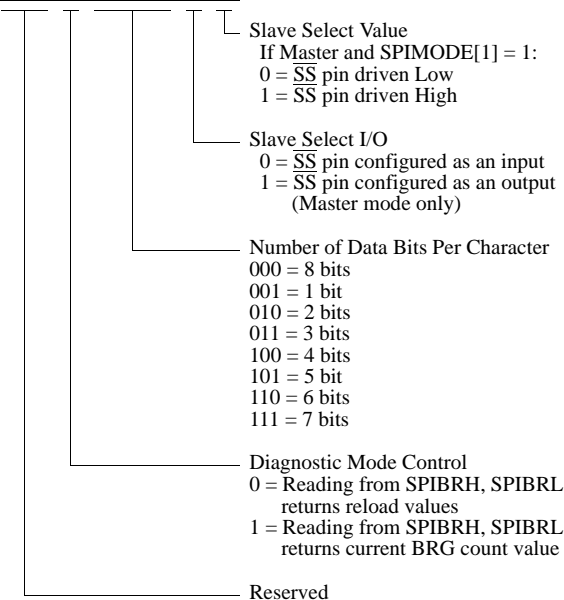 Slave Select Value
If Master and SPIMODE[1] = 1:
0 = S̅S̅ pin driven Low
1 = S̅S̅ pin driven High
Slave Select I/O
0 = S̅S̅ pin configured as an input
1 = S̅S̅ pin configured as an output
(Master mode only)
Number of Data Bits Per Character
000 = 8 bits
001 = 1 bit
010 = 2 bits
011 = 3 bits
100 = 4 bits
101 = 5 bit
110 = 6 bits
111 = 7 bits
Diagnostic Mode Control
0 = Reading from SPIBRH, SPIBRL
returns reload values
1 = Reading from SPIBRH, SPIBRL
returns current BRG count value
Reserved